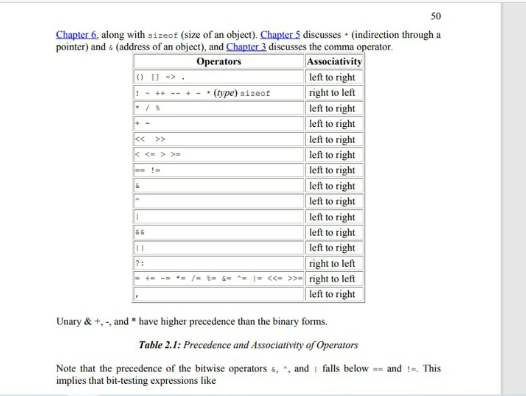 50
Chapter 6, along with sizeof (size of an object). Chapter 5 discusses * (indirection through a
pointer) and & (address of an object), and Chapter 3 discusses the comma operator.
Operators Associativity
() [] -> . left to right
! ~ ++ -- + - * (type) sizeof right to left
* / % left to right
+ - left to right
<< >> left to right
< <= > >= left to right
== != left to right
& left to right
^ left to right
| left to right
&& left to right
|| left to right
?: right to left
= += -= *= /= %= &= ^= |= <<= >>= right to left
, left to right
Unary & +, -, and * have higher precedence than the binary forms.
Table 2.1: Precedence and Associativity of Operators
Note that the precedence of the bitwise operators &, ^, and | falls below == and !=. This
implies that bit-testing expressions like